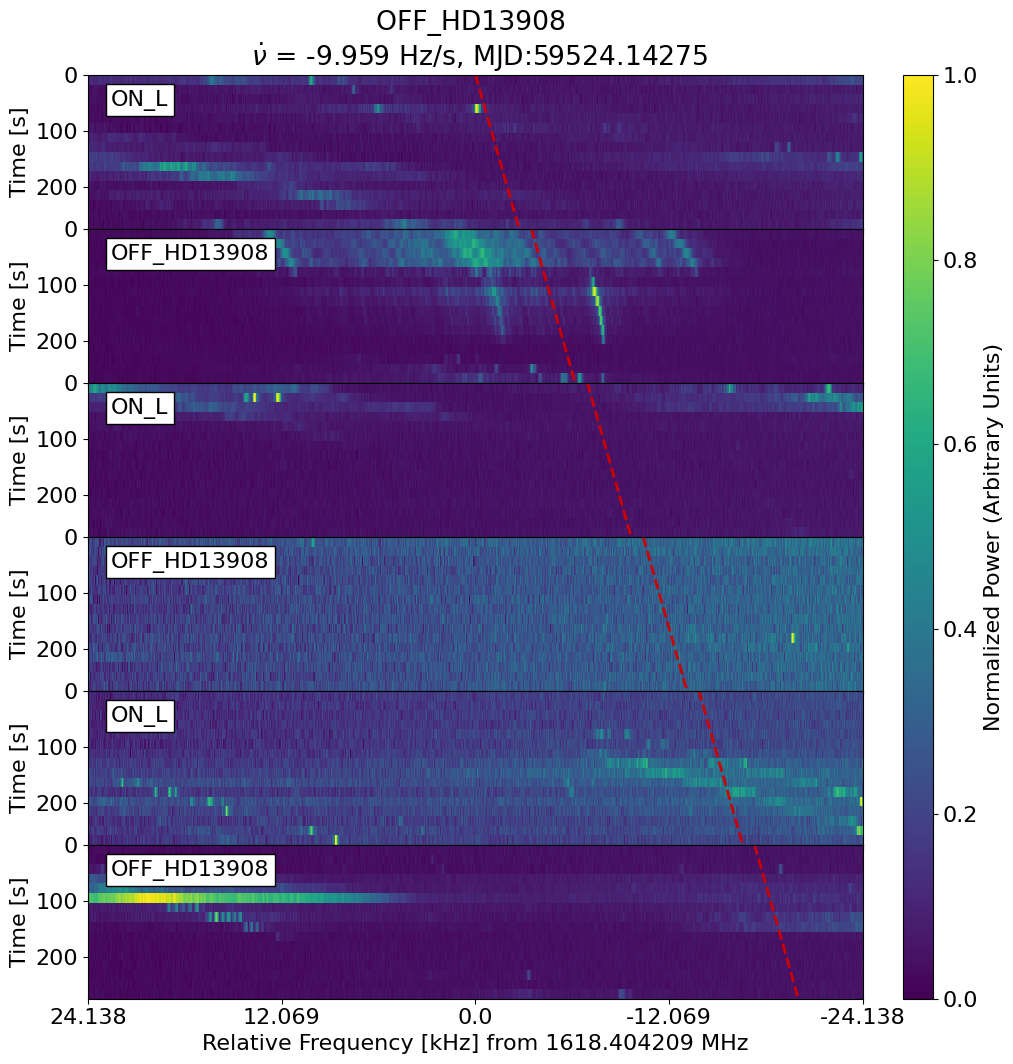 OFF_HD13908
ν̇ = -9.959 Hz/s, MJD:59524.14275
0
ON_L
100
200
Time [s]
0
OFF_HD13908
100
200
Time [s]
0
ON_L
100
200
Time [s]
0
OFF_HD13908
100
200
Time [s]
0
ON_L
100
200
Time [s]
0
OFF_HD13908
100
200
Time [s]
24.138 12.069 0.0 -12.069 -24.138
Relative Frequency [kHz] from 1618.404209 MHz
1.0
0.8
0.6
0.4
0.2
0.0
Normalized Power (Arbitrary Units)